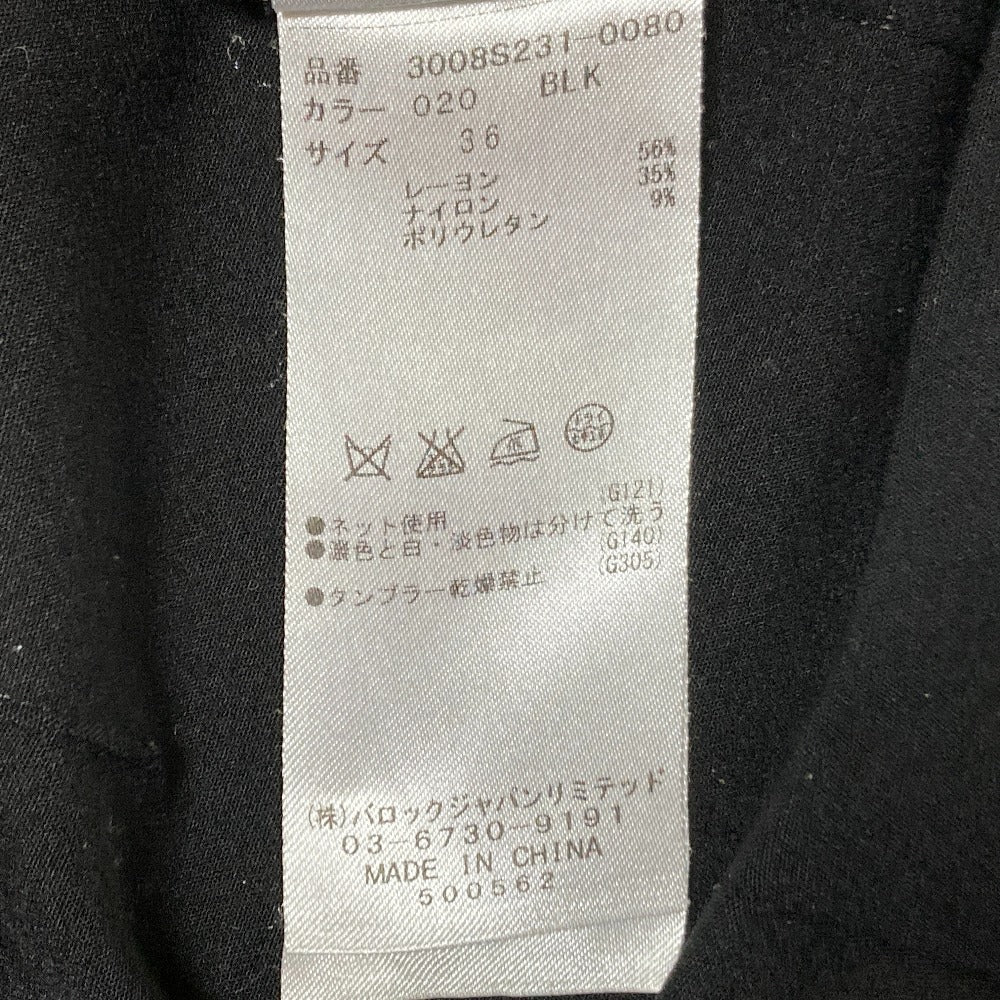 品番 3008S231-0080
カラー 020 BLK
サイズ 36
レーヨン 56%
ナイロン 35%
ポリウレタン 9%
ドライ
●ネット使用 (G121)
●濃色と白・淡色物は分けて洗う (G140)
●タンブラー乾燥禁止 (G305)
(株)バロックジャパンリミテッド
03-6730-9191
MADE IN CHINA
500562